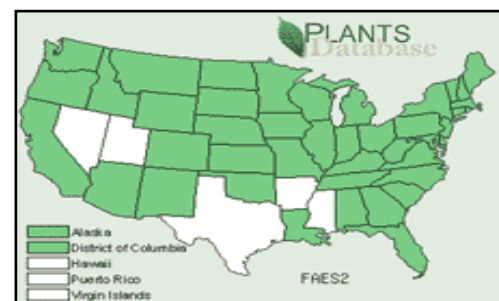 PLANTS
Database
Alaska
District of Columbia
Hawaii
Puerto Rico
Virgin Islands
FAES2